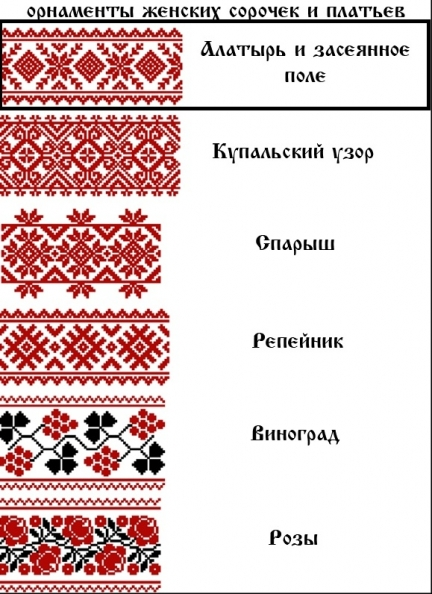 орнаменты женских сорочек и платьев
Алатырь и засеянное
поле
Купальский узор
Спарыш
Репейник
Виноград
Розы